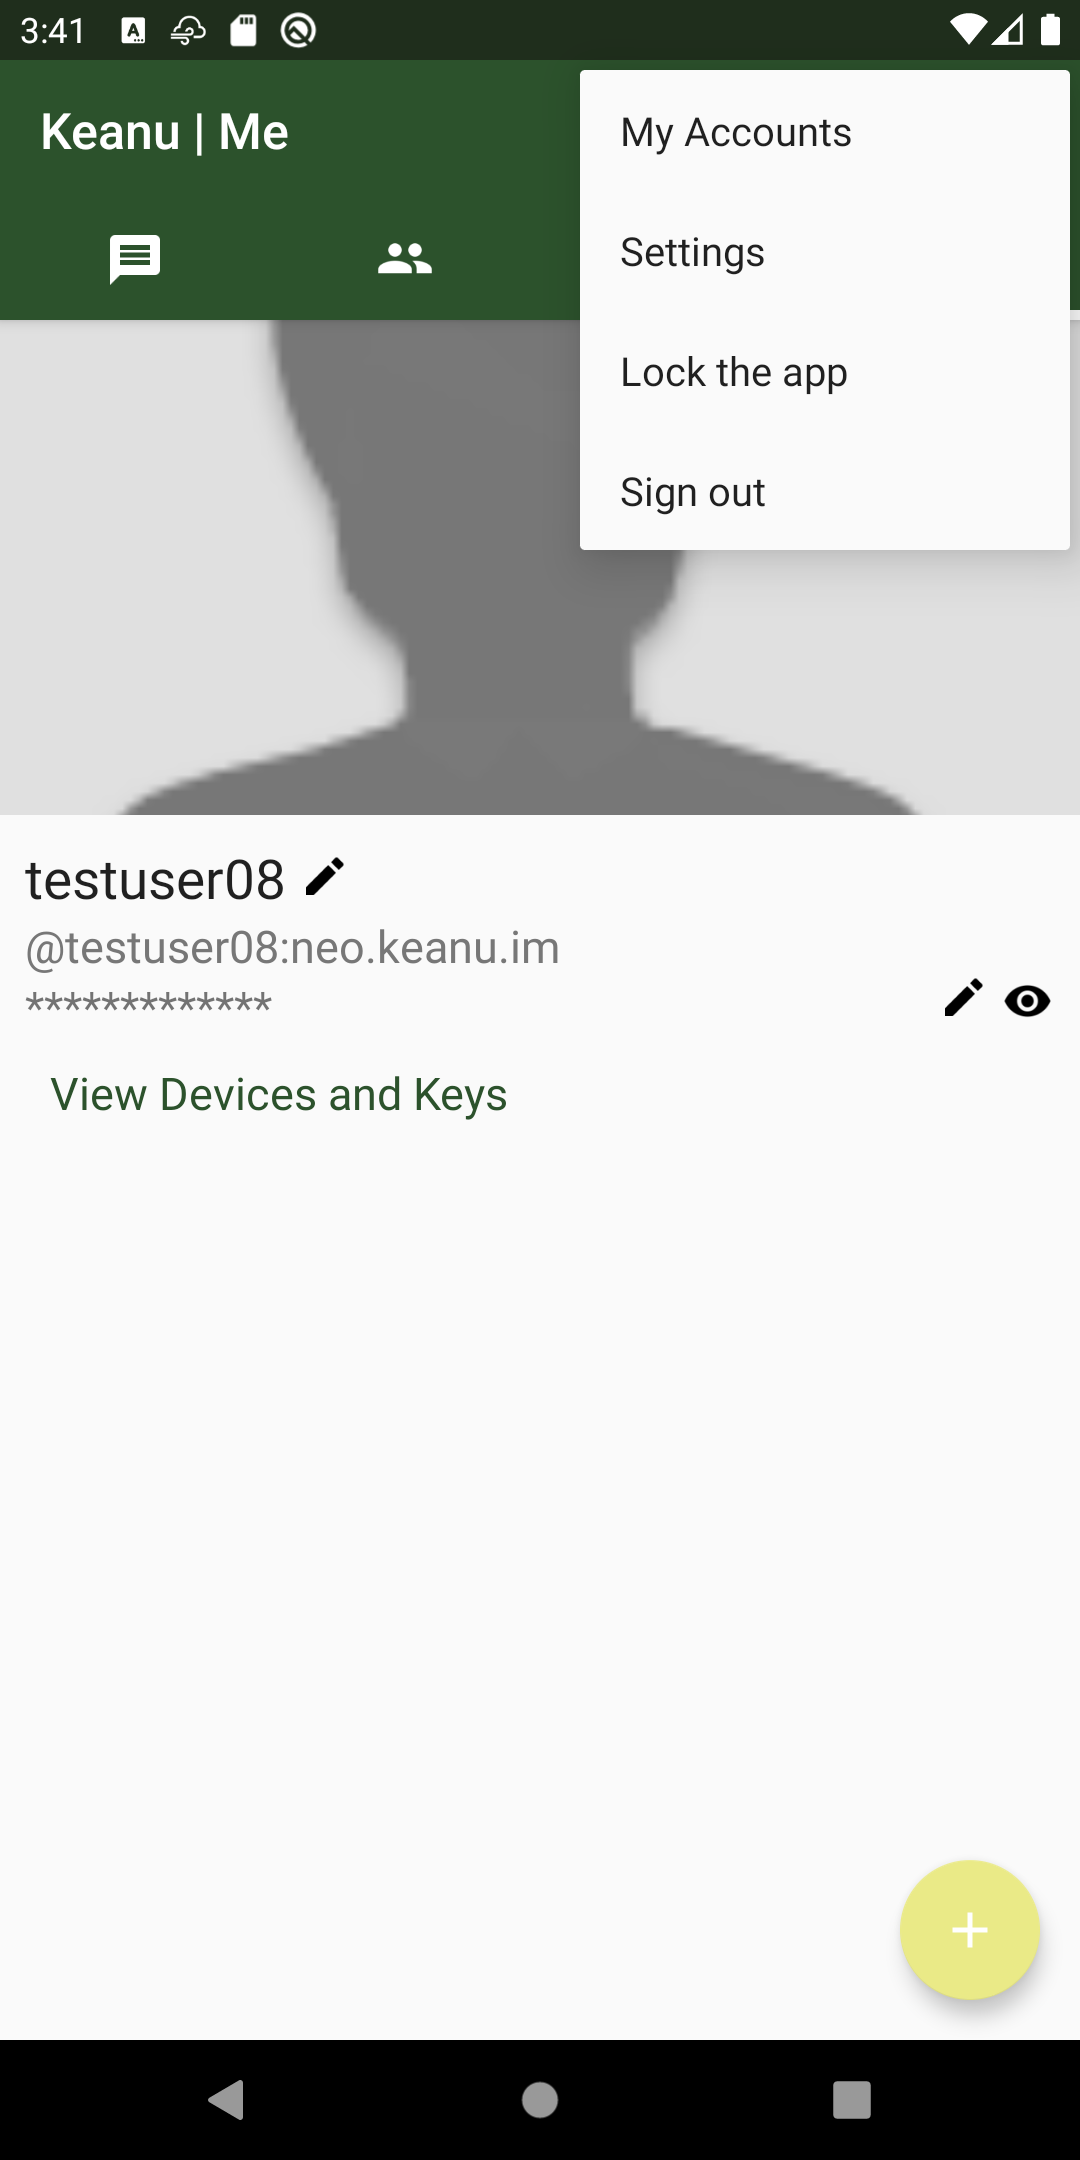 3:41
Keanu | Me
My Accounts
Settings
Lock the app
Sign out
testuser08
@testuser08:neo.keanu.im
*************
View Devices and Keys